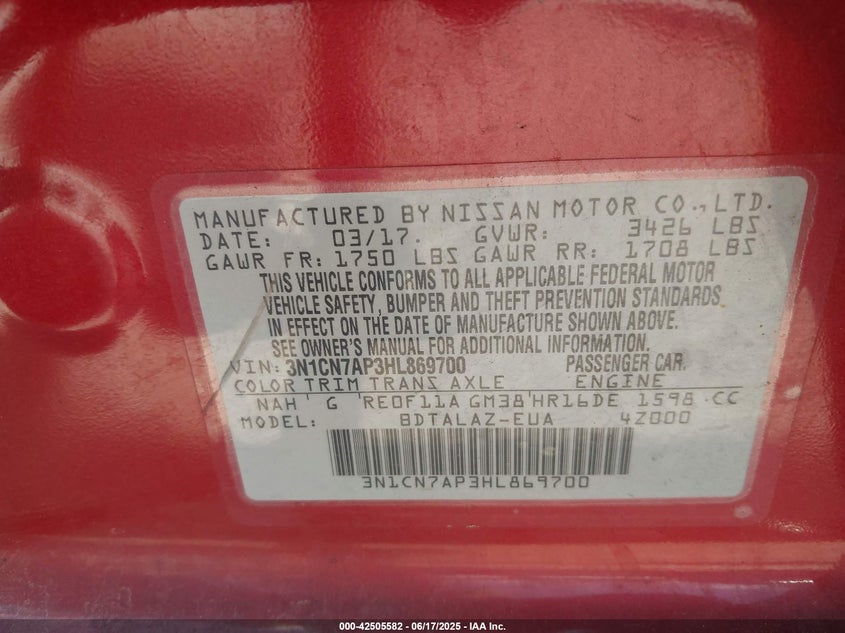 MANUFACTURED BY NISSAN MOTOR CO., LTD.
DATE: 03/17. GVWR: 3426 LBS
GAWR FR: 1750 LBS GAWR RR: 1708 LBS
THIS VEHICLE CONFORMS TO ALL APPLICABLE FEDERAL MOTOR
VEHICLE SAFETY, BUMPER AND THEFT PREVENTION STANDARDS
IN EFFECT ON THE DATE OF MANUFACTURE SHOWN ABOVE.
SEE OWNER'S MANUAL FOR ADDITIONAL INFORMATION.
VIN: 3N1CN7AP3HL869700 PASSENGER CAR.
COLOR TRIM TRANS AXLE ENGINE
NAH G RE0F11A GM38 HR16DE 1598 CC
MODEL: BDTALAZ-EUA 4Z000
3N1CN7AP3HL869700
000-42505582 | 06/17/2025 | IAA Inc.